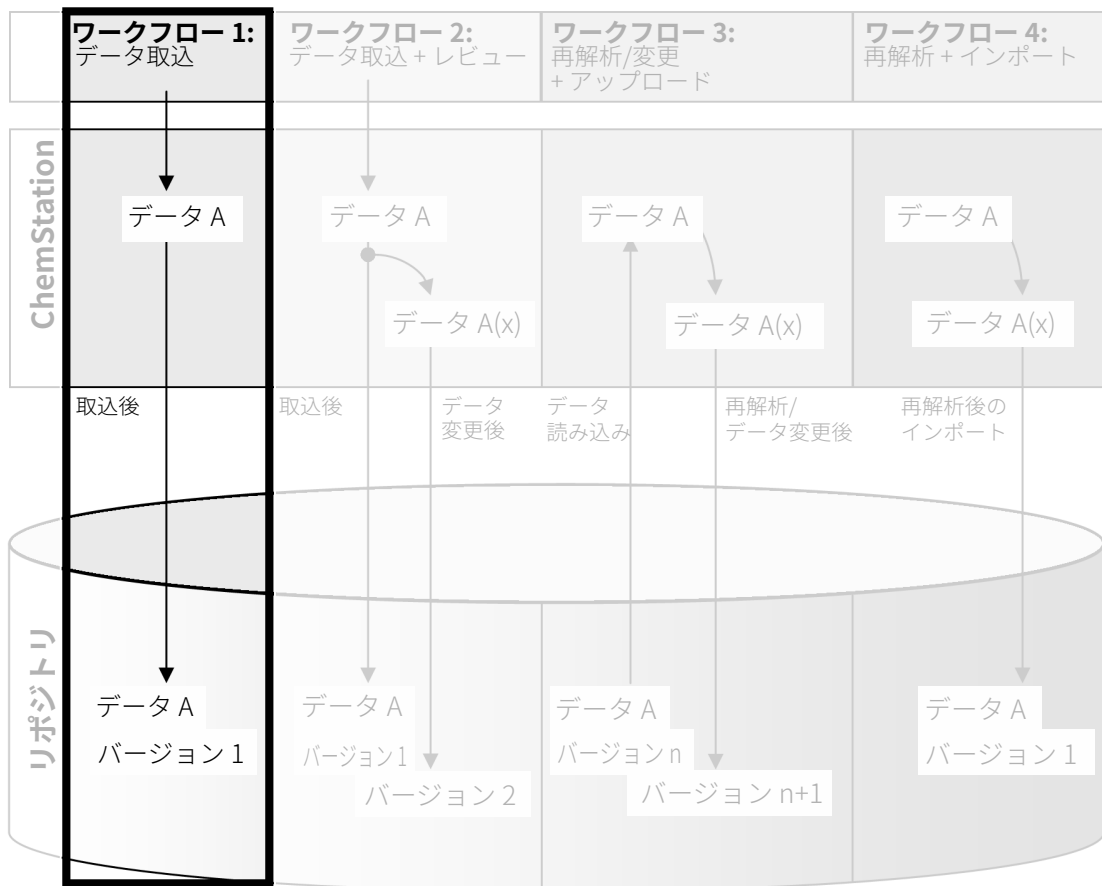 ワークフロー 1:
データ取込
ワークフロー 2:
データ取込 + レビュー
ワークフロー 3:
再解析/変更
+ アップロード
ワークフロー 4:
再解析 + インポート
ChemStation
データ A
データ A
データ A(x)
データ A
データ A(x)
データ A
データ A(x)
取込後
取込後
データ
変更後
データ
読み込み
再解析/
データ変更後
再解析後の
インポート
リポジトリ
データ A
バージョン 1
データ A
バージョン 1
バージョン 2
データ A
バージョン n
バージョン n+1
データ A
バージョン 1